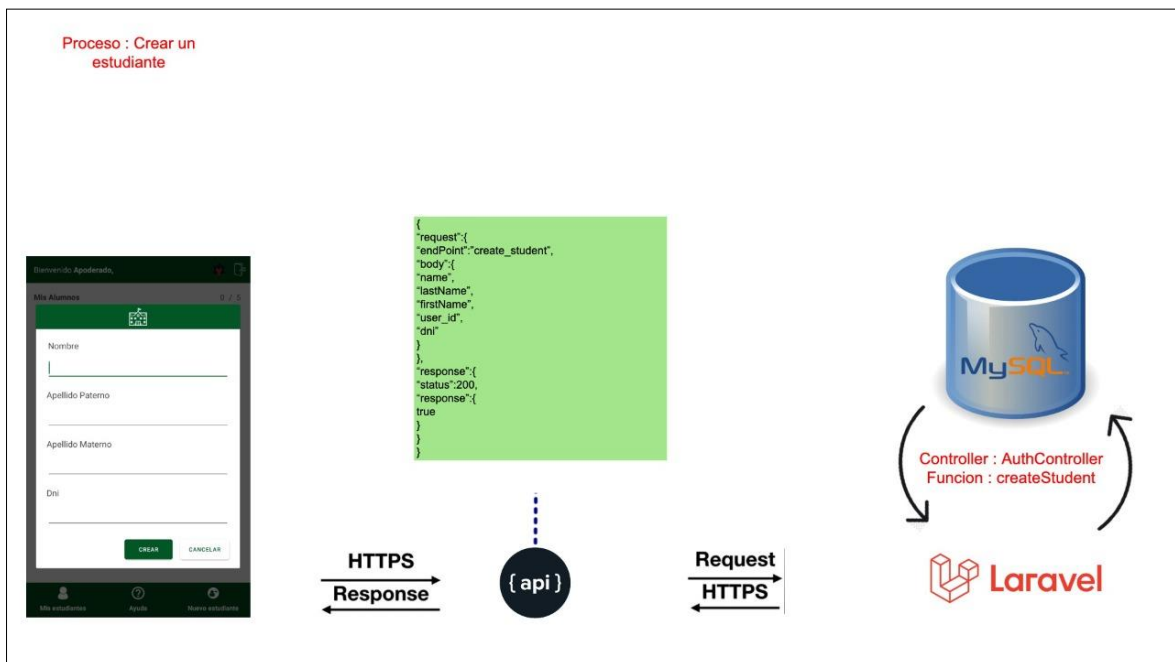 Proceso : Crear un
estudiante
{
"request":{
"endPoint":"create_student",
"body":{
"name",
"lastName",
"firstName",
"user_id",
"dni"
}
},
"response":{
"status":200,
"response":{
true
}
}
}
Bienvenido Apoderado,
Mis Alumnos 0 / 5
Nombre
Apellido Paterno
Apellido Materno
Dni
CREAR CANCELAR
Mis estudiantes Ayuda Nuevo estudiante
HTTPS
Response
{ api }
Request
HTTPS
MySQL
Controller : AuthController
Funcion : createStudent
Laravel